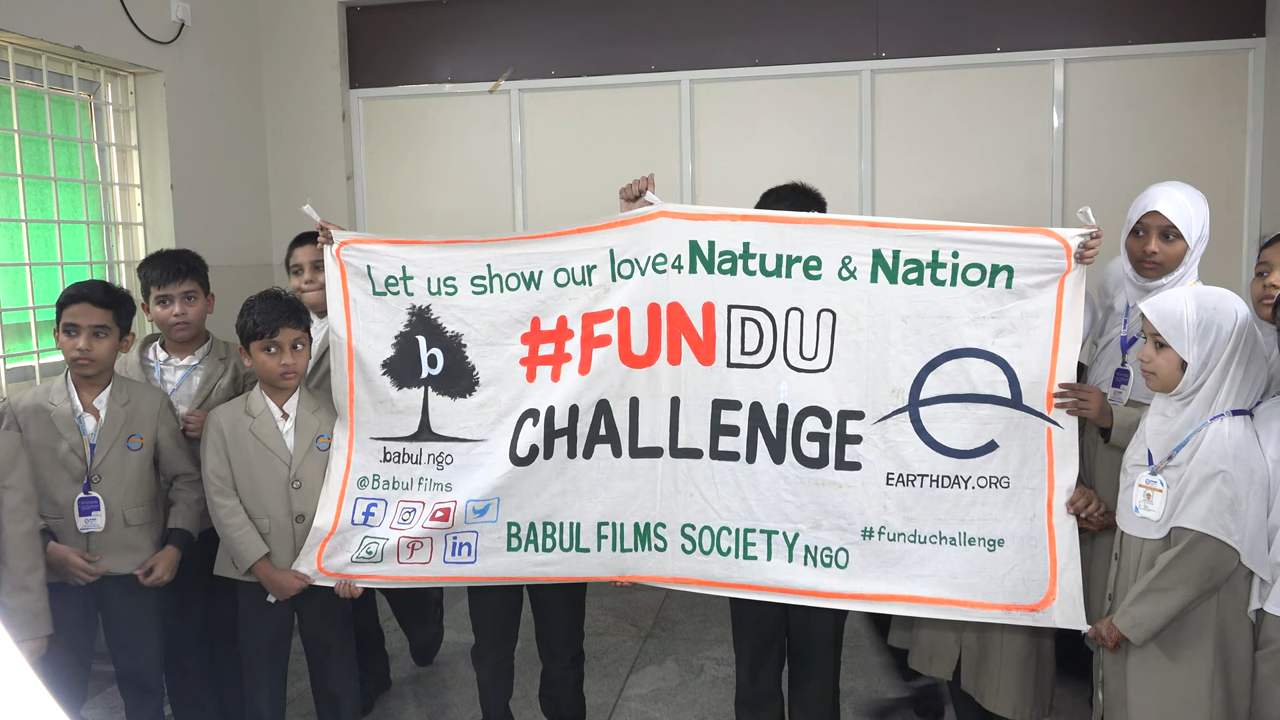 Let us show our love4 Nature & Nation
#FUNDU
CHALLENGE
b
.babul.ngo
@Babul films
EARTHDAY.ORG
BABUL FILMS SOCIETY NGO
#funduchallenge